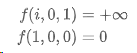 f(i, 0, 1) = +∞
f(1, 0, 0) = 0